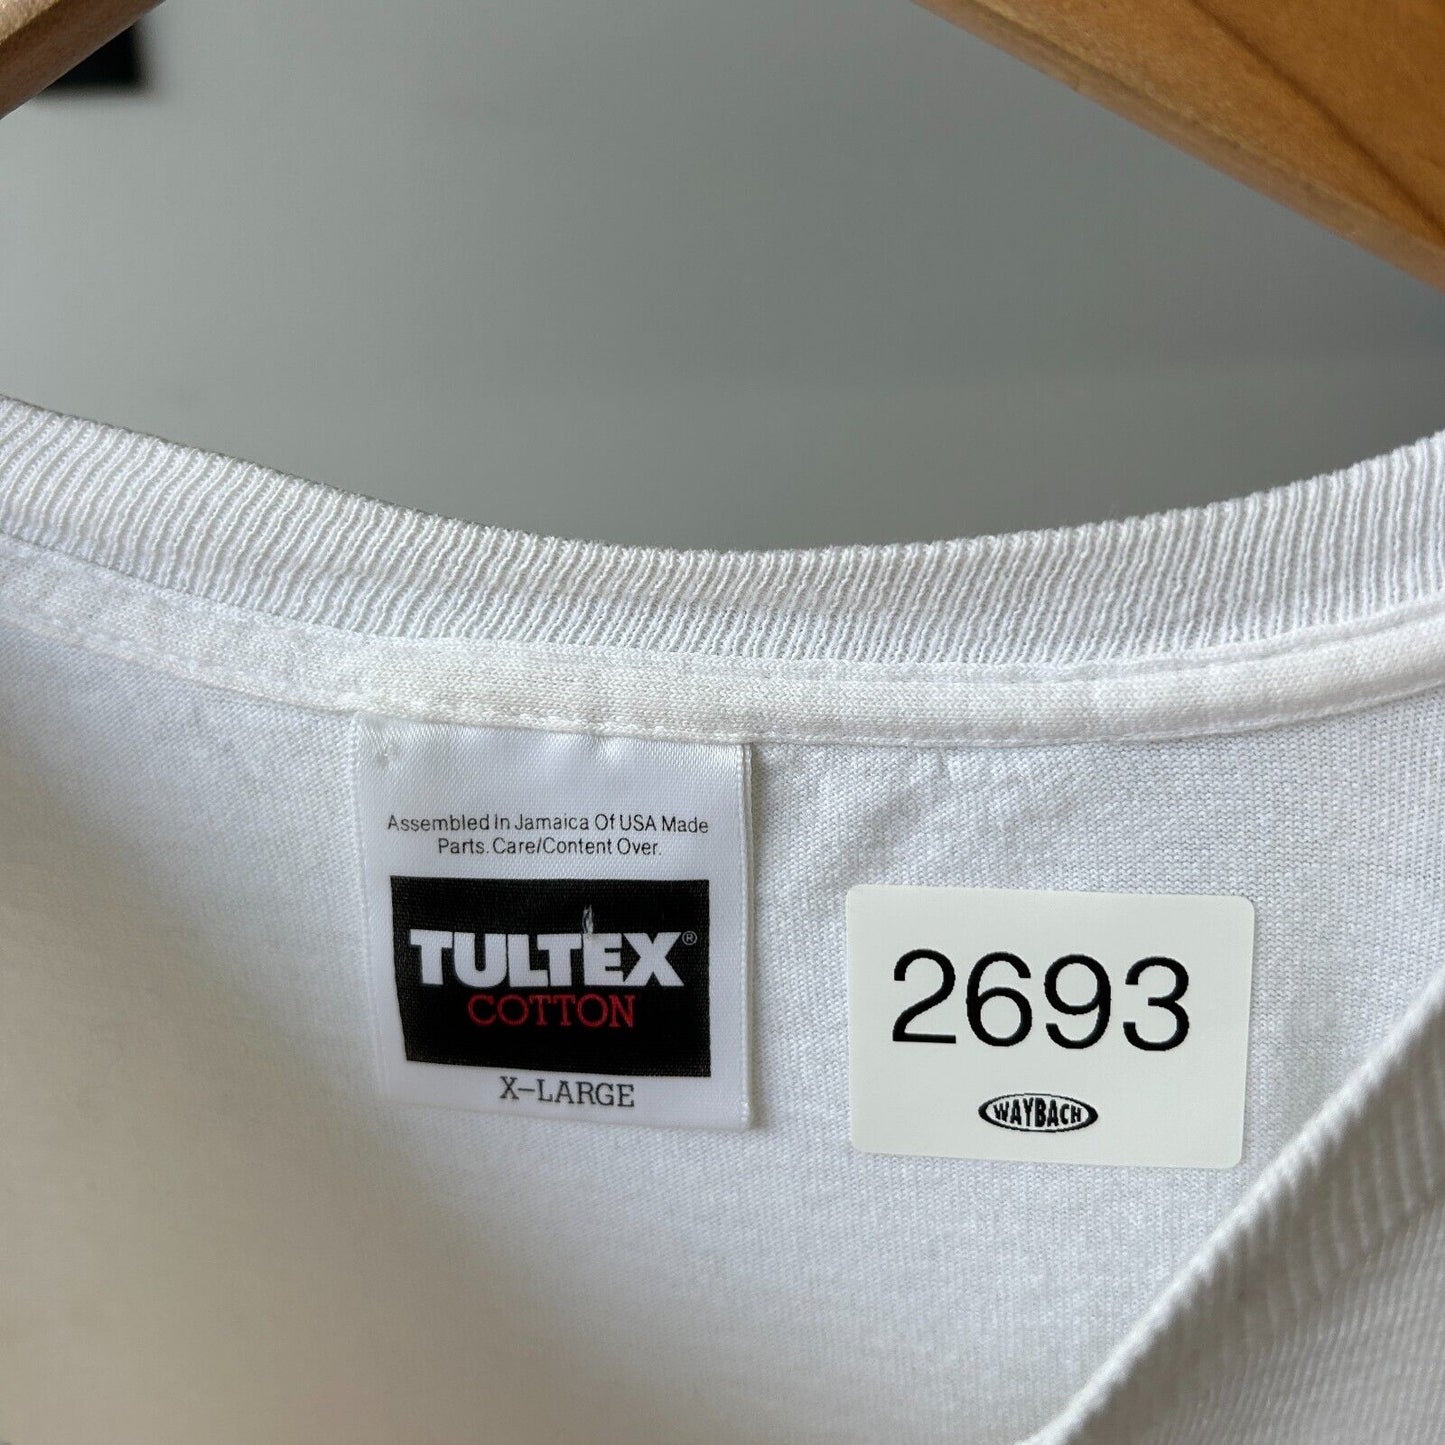 Assembled In Jamaica Of USA Made
Parts. Care/Content Over.
TULTEX®
COTTON
X-LARGE
2693
WAYBACH